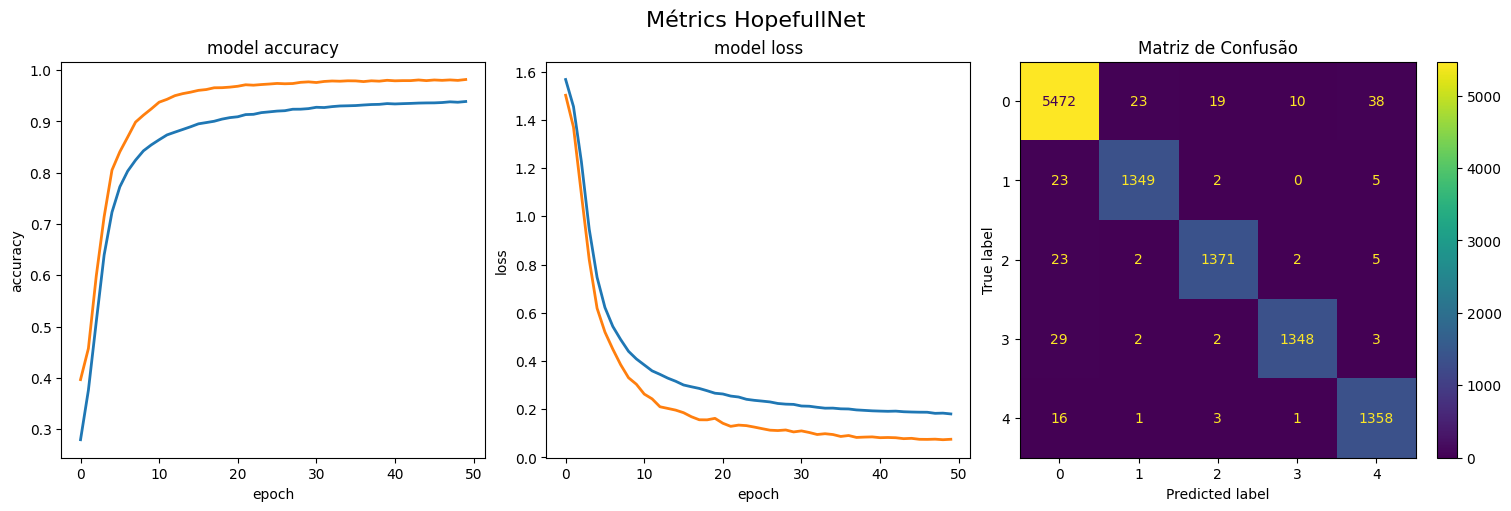 Métrics HopefullNet
model accuracy
accuracy
1.0
0.9
0.8
0.7
0.6
0.5
0.4
0.3
0 10 20 30 40 50
epoch
model loss
loss
1.6
1.4
1.2
1.0
0.8
0.6
0.4
0.2
0.0
0 10 20 30 40 50
epoch
Matriz de Confusão
True label
0 5472 23 19 10 38
1 23 1349 2 0 5
2 23 2 1371 2 5
3 29 2 2 1348 3
4 16 1 3 1 1358
0 1 2 3 4
Predicted label
5000
4000
3000
2000
1000
0